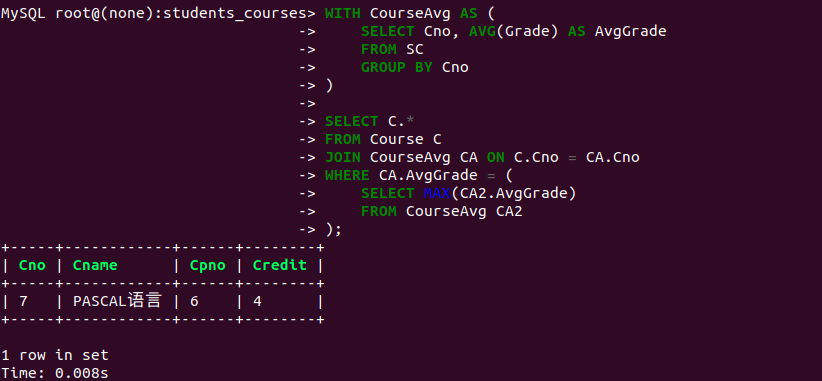 MySQL root@(none):students_courses> WITH CourseAvg AS (
                                 ->     SELECT Cno, AVG(Grade) AS AvgGrade
                                 ->     FROM SC
                                 ->     GROUP BY Cno
                                 -> )
                                 ->
                                 -> SELECT C.*
                                 -> FROM Course C
                                 -> JOIN CourseAvg CA ON C.Cno = CA.Cno
                                 -> WHERE CA.AvgGrade = (
                                 ->     SELECT MAX(CA2.AvgGrade)
                                 ->     FROM CourseAvg CA2
                                 -> );
+-----+------------+------+--------+
| Cno | Cname      | Cpno | Credit |
+-----+------------+------+--------+
| 7   | PASCAL语言 | 6    | 4      |
+-----+------------+------+--------+
1 row in set
Time: 0.008s